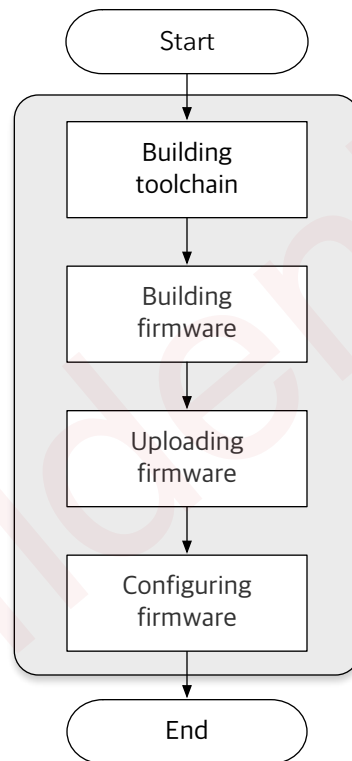 Start
Building
toolchain
Building
firmware
Uploading
firmware
Configuring
firmware
End